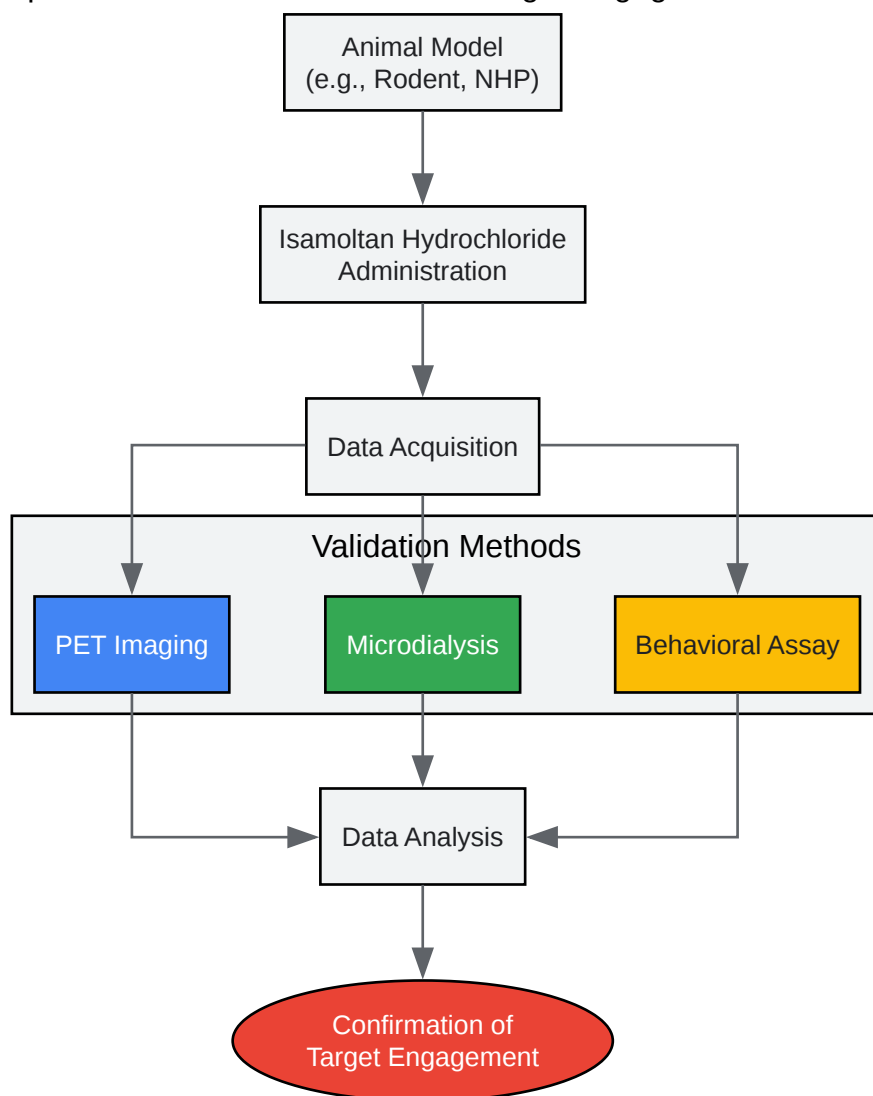 Animal Model
(e.g., Rodent, NHP)
Isamoltan Hydrochloride
Administration
Data Acquisition
Validation Methods
PET Imaging
Microdialysis
Behavioral Assay
Data Analysis
Confirmation of
Target Engagement